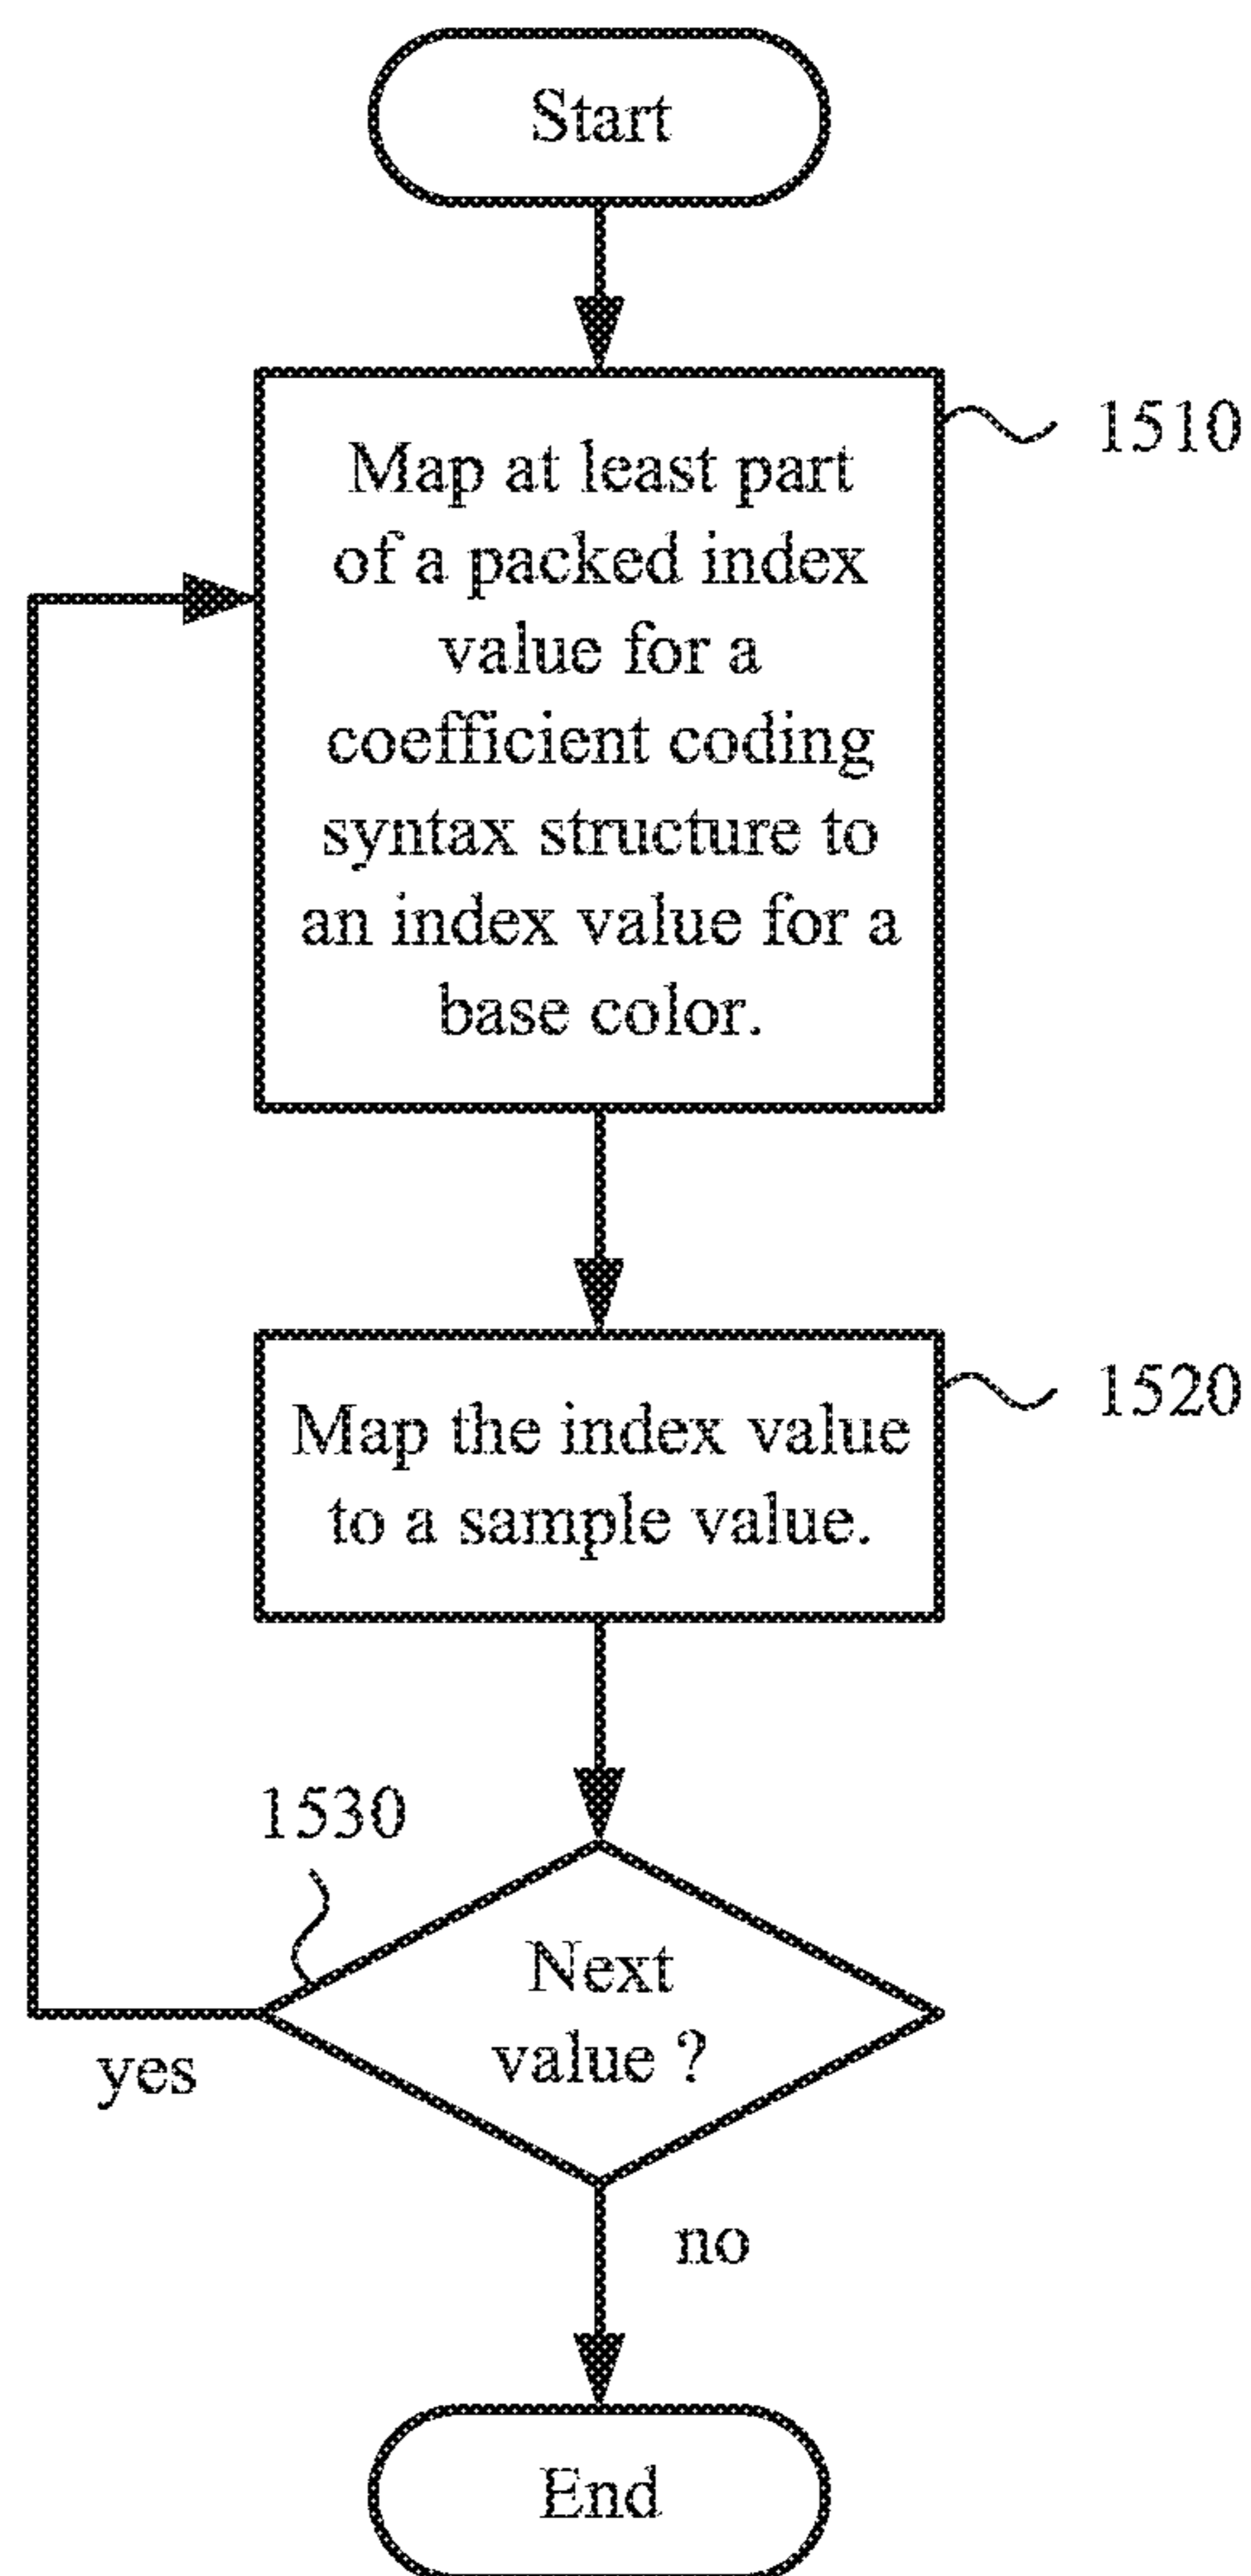 Start
1510
Map at least part
of a packed index
value for a
coefficient coding
syntax structure to
an index value for a
base color.
1520
Map the index value
to a sample value.
1530
Next
value ?
yes
no
End